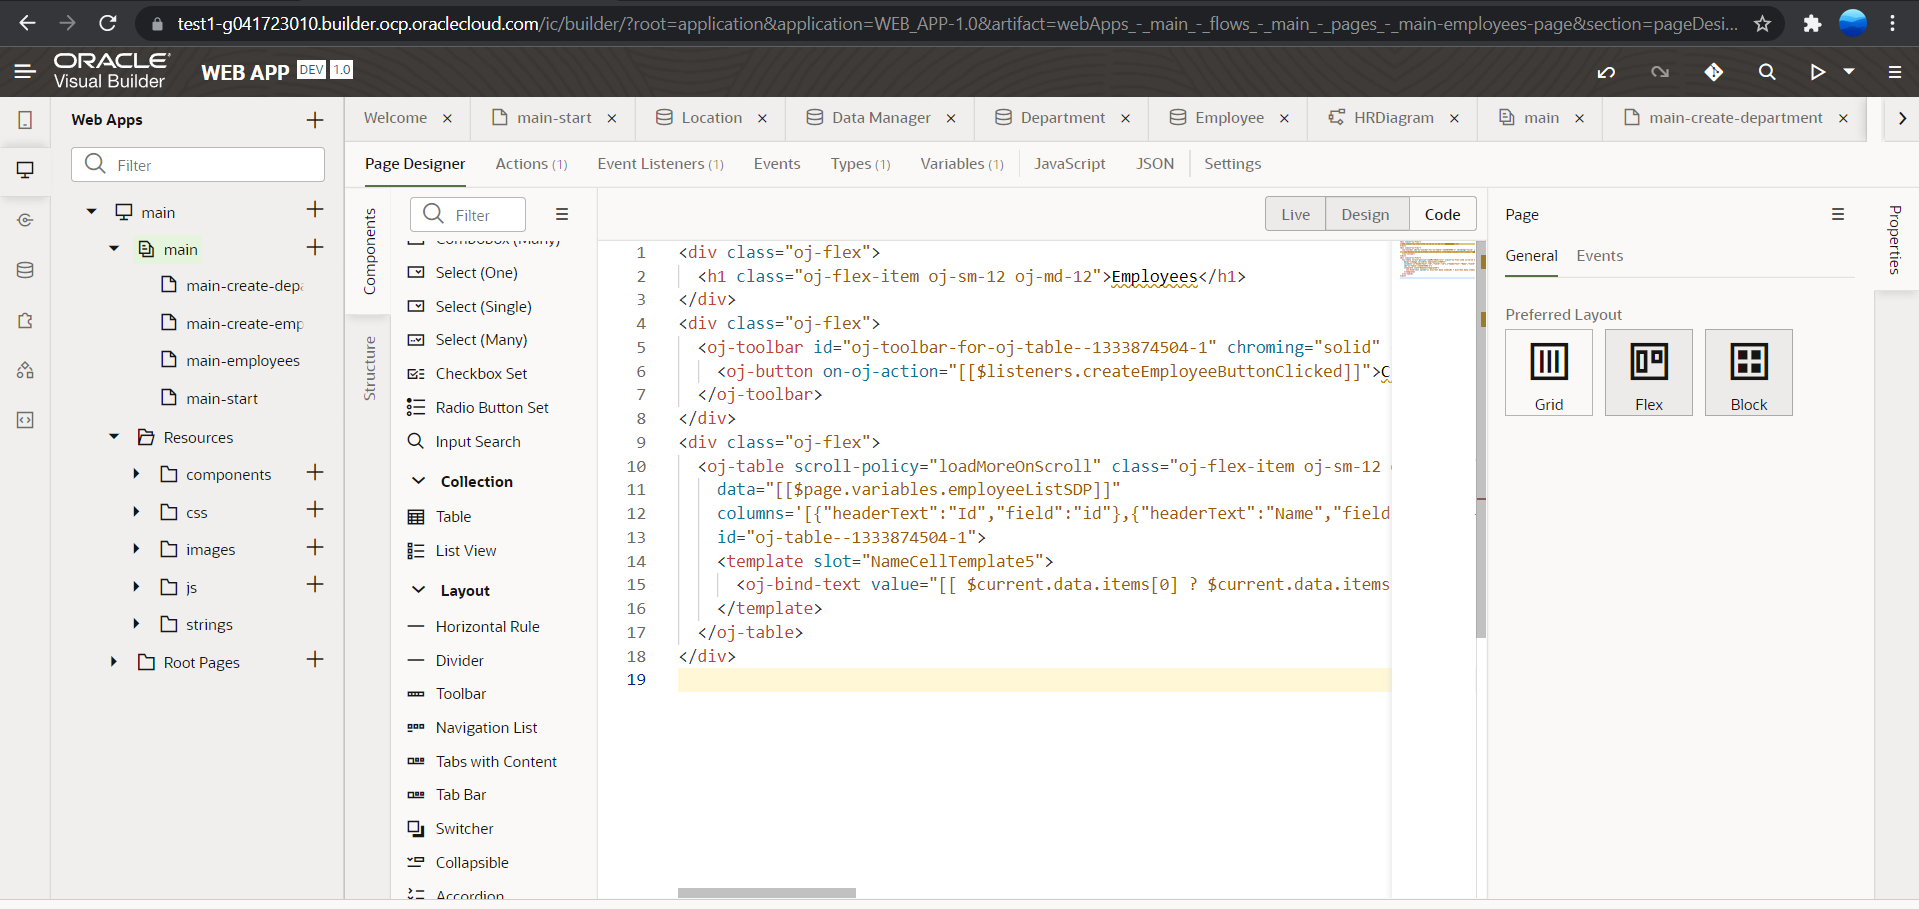 test1-g041723010.builder.ocp.oraclecloud.com/ic/builder/?root=application&application=WEB_APP-1.0&artifact=webApps_-_main_-_flows_-_main_-_pages_-_main-employees-page&section=pageDesi...
ORACLE
Visual Builder
WEB APP DEV 1.0
Web Apps
Filter
main
main
main-create-dep
main-create-emp
main-employees
main-start
Resources
components
css
images
js
strings
Root Pages
Welcome
main-start
Location
Data Manager
Department
Employee
HRDiagram
main
main-create-department
Page Designer
Actions (1)
Event Listeners (1)
Events
Types (1)
Variables (1)
JavaScript
JSON
Settings
Components
Structure
Filter
Combobox (Many)
Select (One)
Select (Single)
Select (Many)
Checkbox Set
Radio Button Set
Input Search
Collection
Table
List View
Layout
Horizontal Rule
Divider
Toolbar
Navigation List
Tabs with Content
Tab Bar
Switcher
Collapsible
Accordion
Live
Design
Code
1 <div class="oj-flex">
2 <h1 class="oj-flex-item oj-sm-12 oj-md-12">Employees</h1>
3 </div>
4 <div class="oj-flex">
5 <oj-toolbar id="oj-toolbar-for-oj-table--1333874504-1" chroming="solid"
6 <oj-button on-oj-action="[[$listeners.createEmployeeButtonClicked]]">C
7 </oj-toolbar>
8 </div>
9 <div class="oj-flex">
10 <oj-table scroll-policy="loadMoreOnScroll" class="oj-flex-item oj-sm-12
11 data="[[$page.variables.employeeListSDP]]"
12 columns='[{"headerText":"Id","field":"id"},{"headerText":"Name","field
13 id="oj-table--1333874504-1">
14 <template slot="NameCellTemplate5">
15 <oj-bind-text value="[[ $current.data.items[0] ? $current.data.items
16 </template>
17 </oj-table>
18 </div>
19
Page
General
Events
Preferred Layout
Grid
Flex
Block
Properties